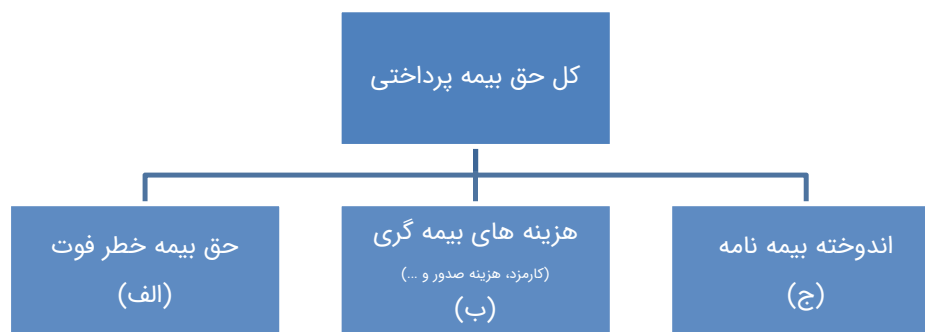 کل حق بیمه پرداختی
اندوخته بیمه نامه
(ج)
هزینه های بیمه گری
(کارمزد، هزینه صدور و ...)
(ب)
حق بیمه خطر فوت
(الف)